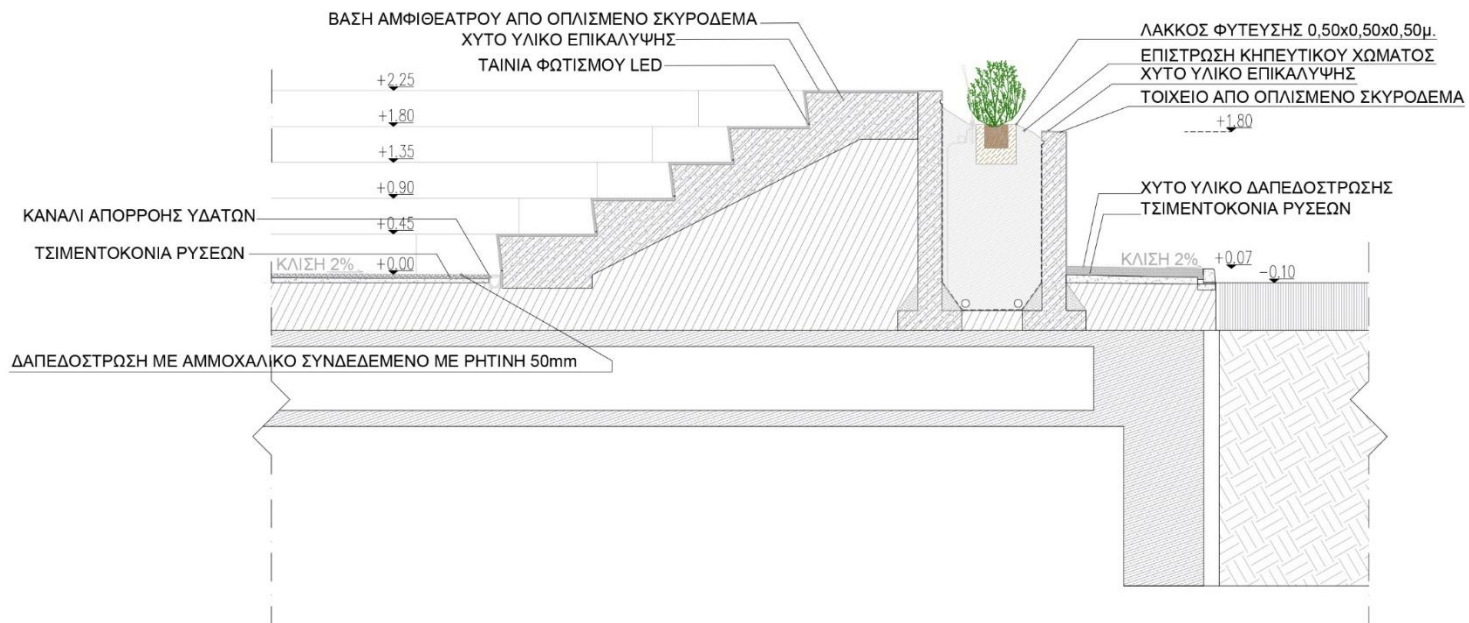 ΒΑΣΗ ΑΜΦΙΘΕΑΤΡΟΥ ΑΠΟ ΟΠΛΙΣΜΕΝΟ ΣΚΥΡΟΔΕΜΑ
ΧΥΤΟ ΥΛΙΚΟ ΕΠΙΚΑΛΥΨΗΣ
ΤΑΙΝΙΑ ΦΩΤΙΣΜΟΥ LED
ΛΑΚΚΟΣ ΦΥΤΕΥΣΗΣ 0,50x0,50x0,50μ.
ΕΠΙΣΤΡΩΣΗ ΚΗΠΕΥΤΙΚΟΥ ΧΩΜΑΤΟΣ
ΧΥΤΟ ΥΛΙΚΟ ΕΠΙΚΑΛΥΨΗΣ
ΤΟΙΧΕΙΟ ΑΠΟ ΟΠΛΙΣΜΕΝΟ ΣΚΥΡΟΔΕΜΑ
+1,80
+2,25
+1,80
+1,35
+0,90
+0,45
+0,00
ΚΛΙΣΗ 2%
ΚΑΝΑΛΙ ΑΠΟΡΡΟΗΣ ΥΔΑΤΩΝ
ΤΣΙΜΕΝΤΟΚΟΝΙΑ ΡΥΣΕΩΝ
ΧΥΤΟ ΥΛΙΚΟ ΔΑΠΕΔΟΣΤΡΩΣΗΣ
ΤΣΙΜΕΝΤΟΚΟΝΙΑ ΡΥΣΕΩΝ
ΚΛΙΣΗ 2%
+0,07
-0,10
ΔΑΠΕΔΟΣΤΡΩΣΗ ΜΕ ΑΜΜΟΧΑΛΙΚΟ ΣΥΝΔΕΔΕΜΕΝΟ ΜΕ ΡΗΤΙΝΗ 50mm